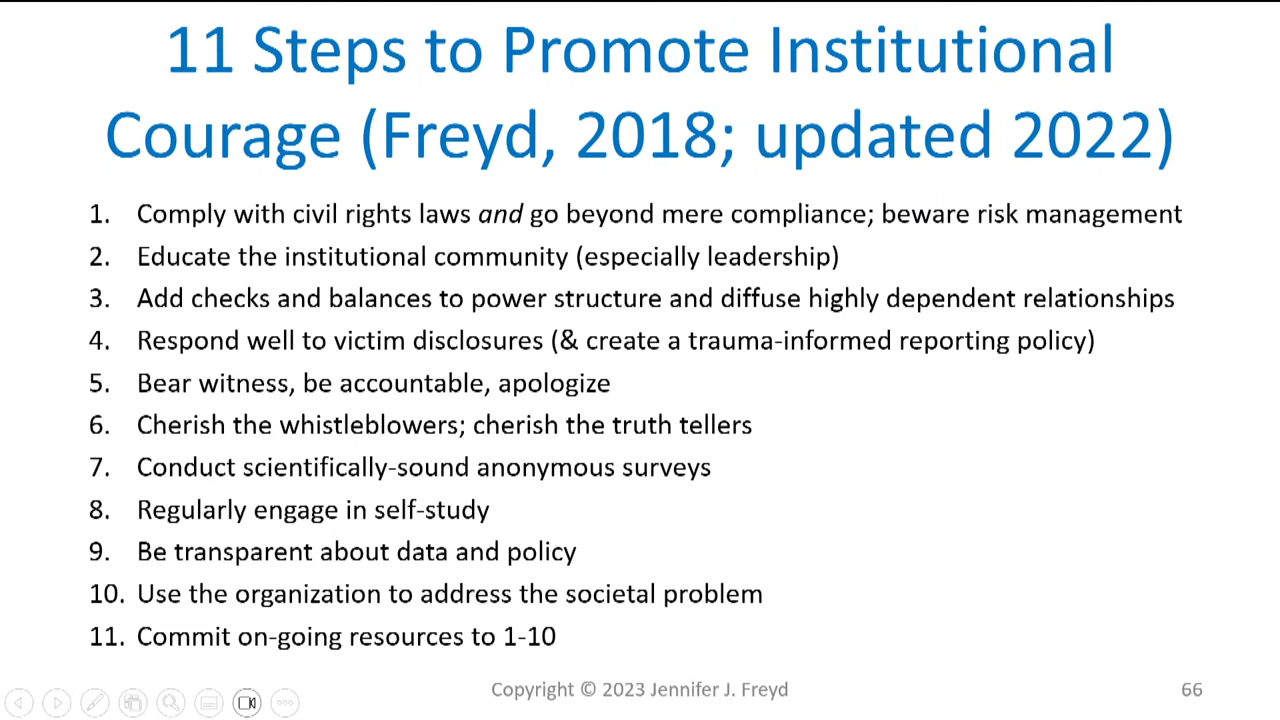 11 Steps to Promote Institutional
Courage (Freyd, 2018; updated 2022)
1. Comply with civil rights laws and go beyond mere compliance; beware risk management
2. Educate the institutional community (especially leadership)
3. Add checks and balances to power structure and diffuse highly dependent relationships
4. Respond well to victim disclosures (& create a trauma-informed reporting policy)
5. Bear witness, be accountable, apologize
6. Cherish the whistleblowers; cherish the truth tellers
7. Conduct scientifically-sound anonymous surveys
8. Regularly engage in self-study
9. Be transparent about data and policy
10. Use the organization to address the societal problem
11. Commit on-going resources to 1-10
Copyright © 2023 Jennifer J. Freyd
66